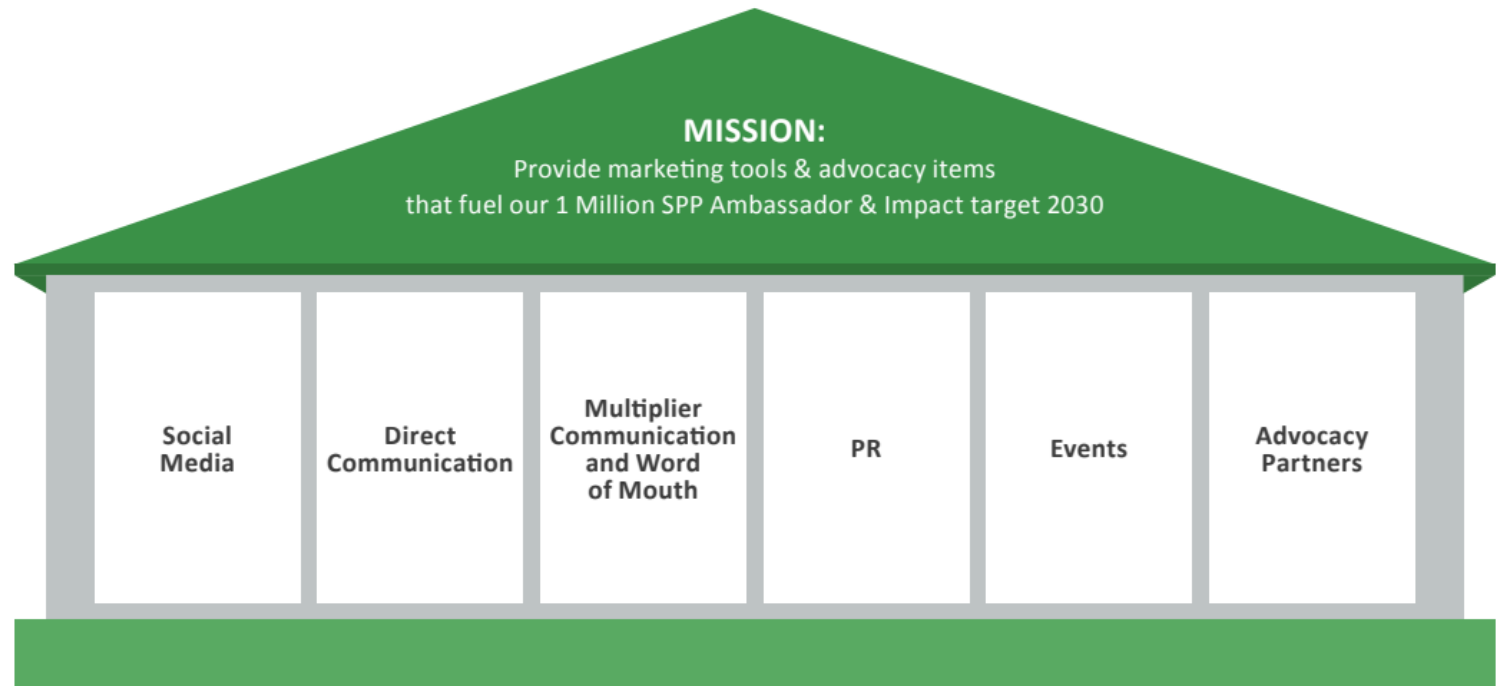 MISSION:
Provide marketing tools & advocacy items
that fuel our 1 Million SPP Ambassador & Impact target 2030
Social
Media
Direct
Communication
Multiplier
Communication
and Word
of Mouth
PR
Events
Advocacy
Partners